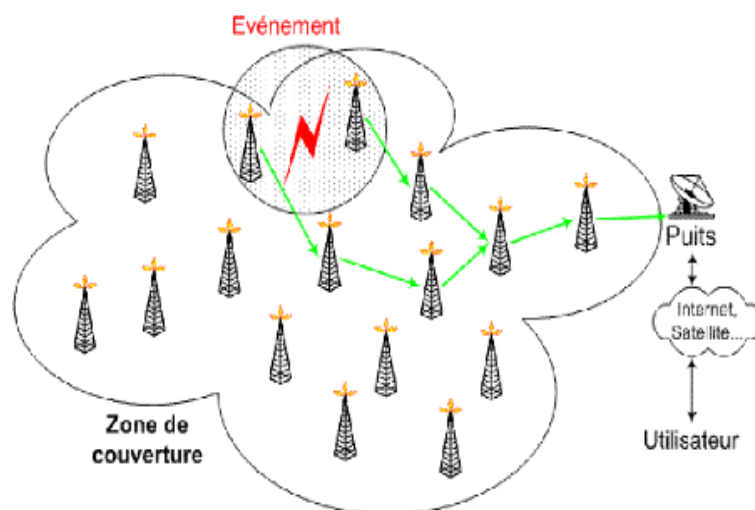 Evénement
Puits
Internet,
Satellite...
Zone de
couverture
Utilisateur